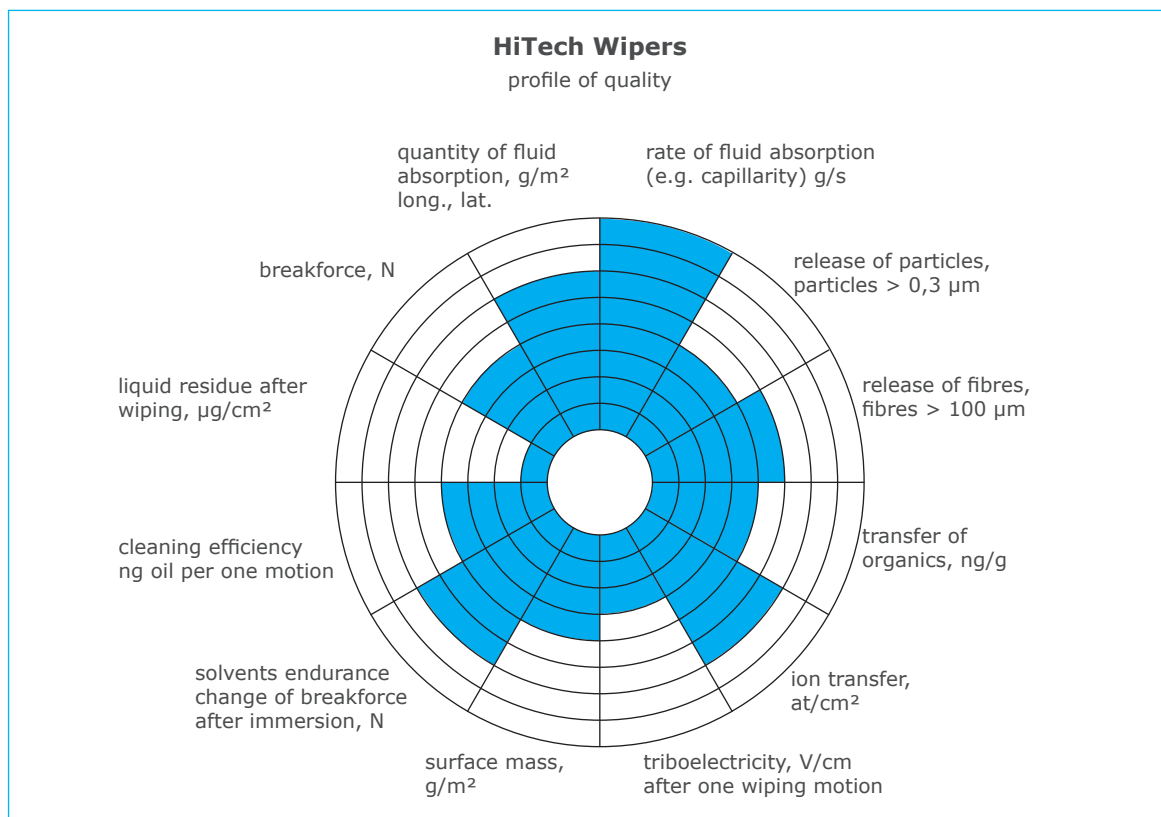 HiTech Wipers
profile of quality
quantity of fluid
absorption, g/m²
long., lat.
rate of fluid absorption
(e.g. capillarity) g/s
breakforce, N
release of particles,
particles > 0,3 µm
liquid residue after
wiping, µg/cm²
release of fibres,
fibres > 100 µm
cleaning efficiency
ng oil per one motion
transfer of
organics, ng/g
solvents endurance
change of breakforce
after immersion, N
ion transfer,
at/cm²
surface mass,
g/m²
triboelectricity, V/cm
after one wiping motion